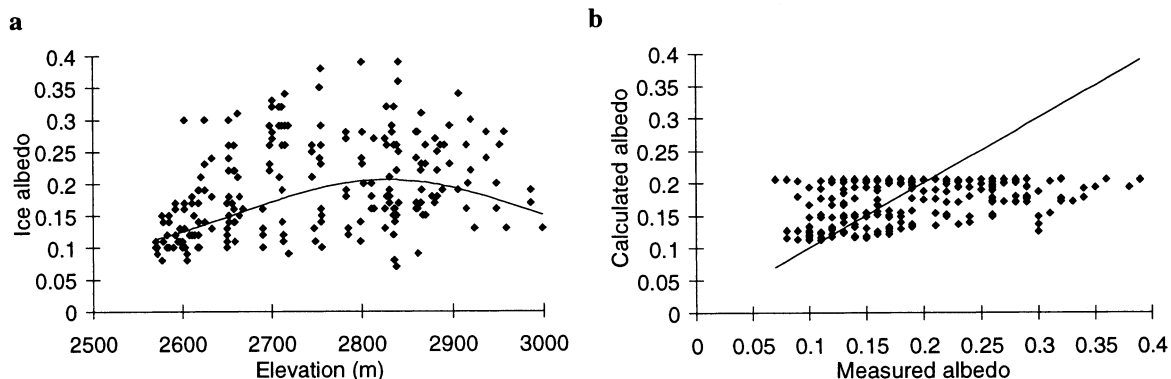 a
Ice albedo
0.4
0.35
0.3
0.25
0.2
0.15
0.1
0.05
0
2500 2600 2700 2800 2900 3000
Elevation (m)
b
Calculated albedo
0.4
0.35
0.3
0.25
0.2
0.15
0.1
0.05
0
0 0.05 0.1 0.15 0.2 0.25 0.3 0.35 0.4
Measured albedo